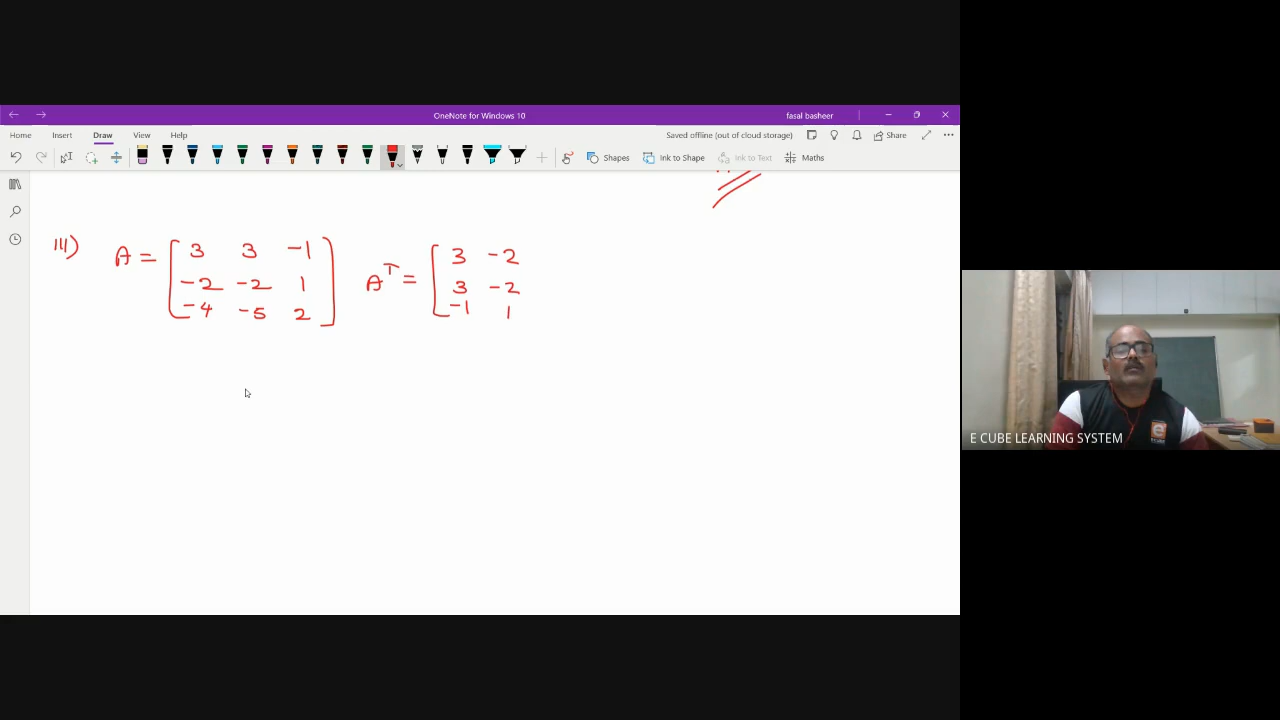 OneNote for Windows 10
fasal basheer
Home Insert Draw View Help
Saved offline (out of cloud storage)
Share
Shapes
Ink to Shape
Ink to Text
Maths
III) A = [ 3 3 -1
-2 -2 1
-4 -5 2 ]
A^T = [ 3 -2
3 -2
-1 1
E CUBE LEARNING SYSTEM